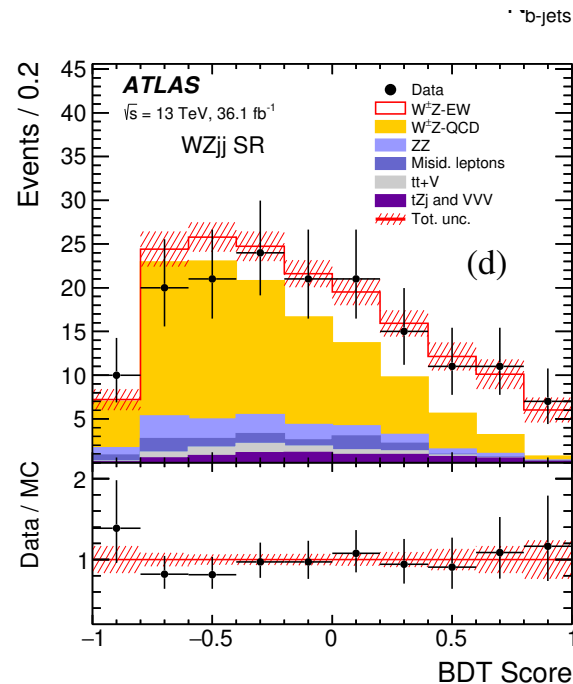 b-jets
Events / 0.2
45
40
35
30
25
20
15
10
5
ATLAS
√s = 13 TeV, 36.1 fb⁻¹
WZjj SR
Data
W±Z-EW
W±Z-QCD
ZZ
Misid. leptons
tt+V
tZj and VVV
Tot. unc.
(d)
Data / MC
2
1
−1 −0.5 0 0.5 1
BDT Score